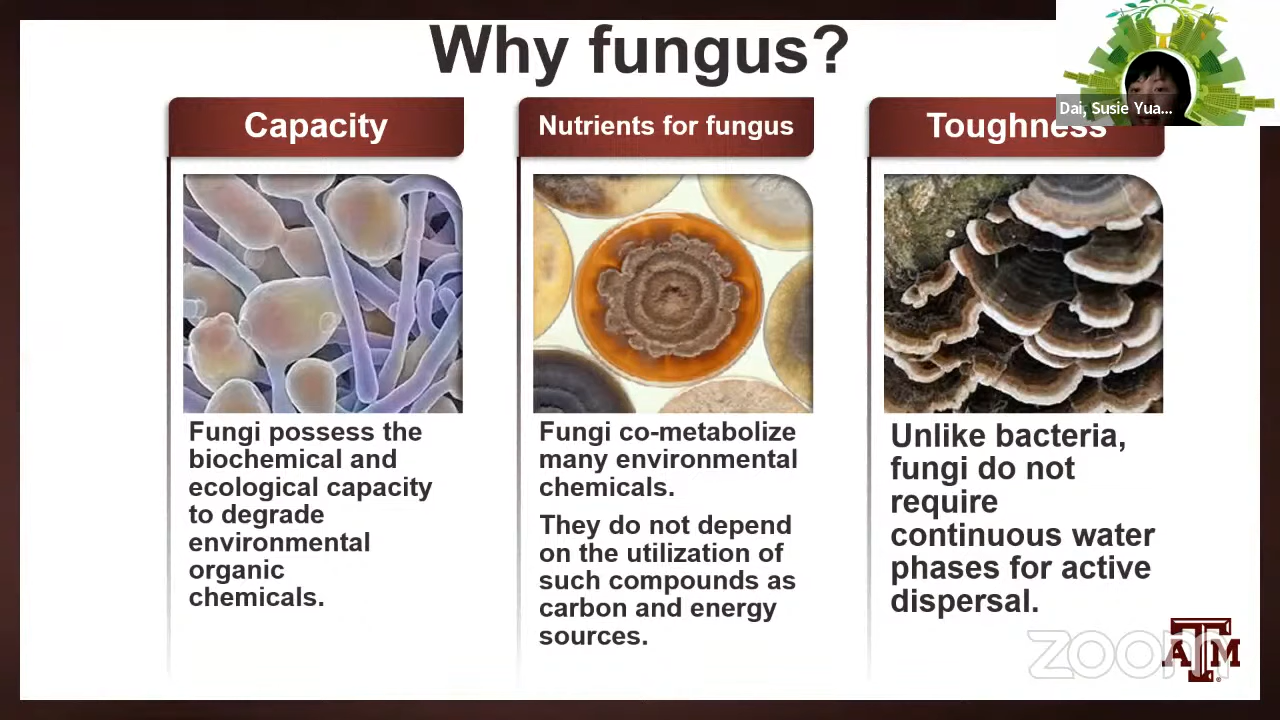 Why fungus?
Dai, Susie Yua...
Capacity
Nutrients for fungus
Toughness
Fungi possess the
biochemical and
ecological capacity
to degrade
environmental
organic
chemicals.
Fungi co-metabolize
many environmental
chemicals.
They do not depend
on the utilization of
such compounds as
carbon and energy
sources.
Unlike bacteria,
fungi do not
require
continuous water
phases for active
dispersal.
zoom
ATM